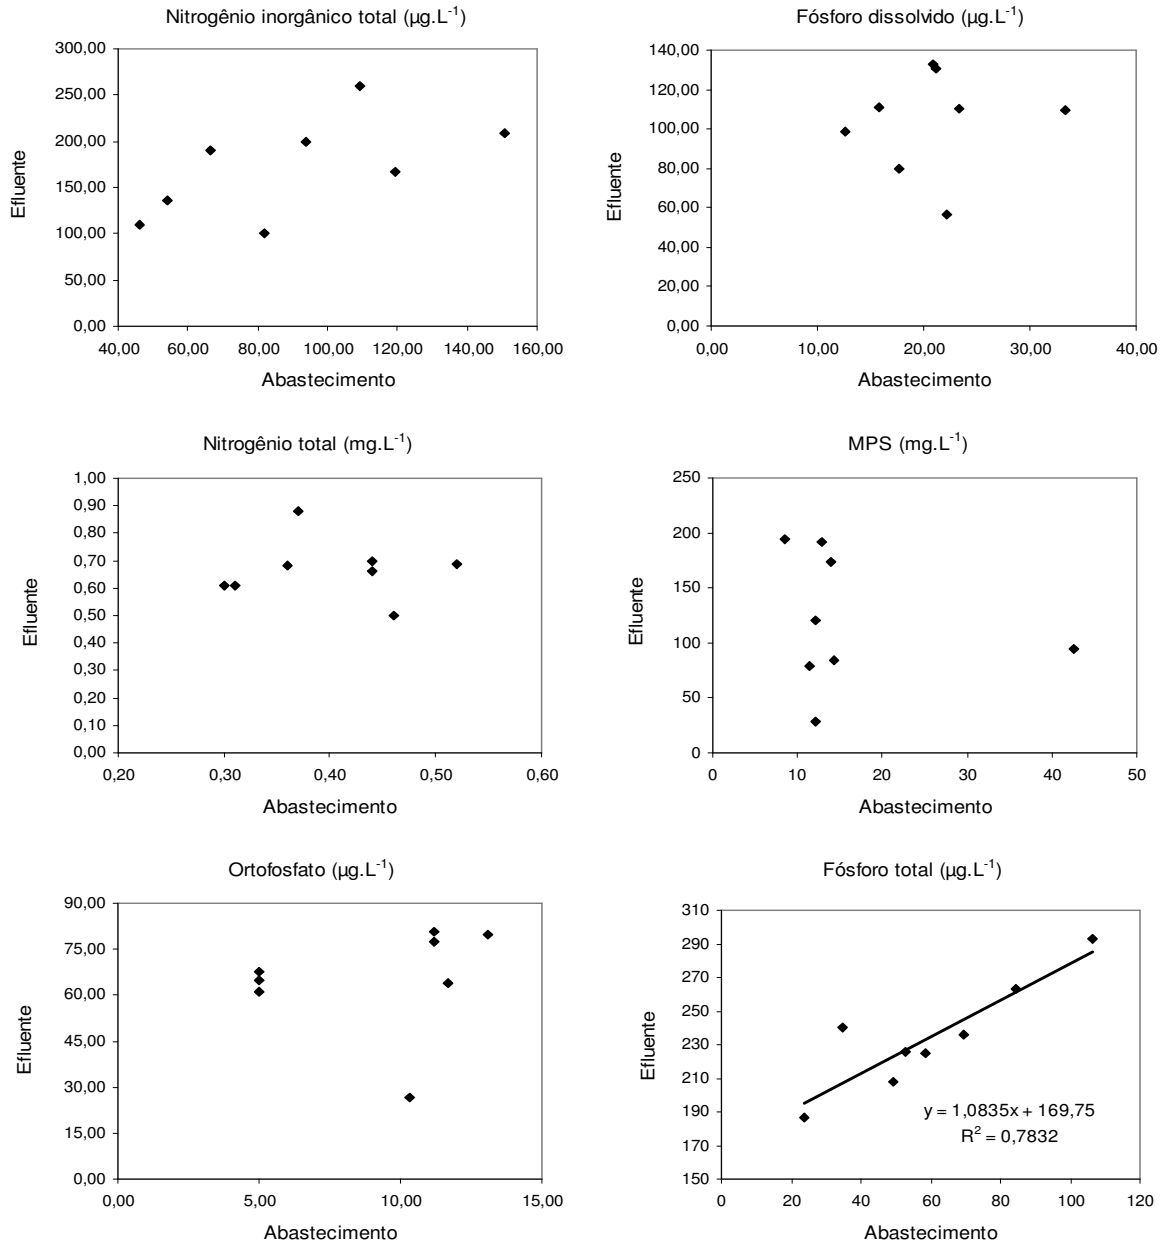 Nitrogênio inorgânico total (µg.L-1)
300,00
250,00
200,00
150,00
100,00
50,00
0,00
40,00 60,00 80,00 100,00 120,00 140,00 160,00
Abastecimento
Efluente
Fósforo dissolvido (µg.L-1)
140,00
120,00
100,00
80,00
60,00
40,00
20,00
0,00
0,00 10,00 20,00 30,00 40,00
Abastecimento
Efluente
Nitrogênio total (mg.L-1)
1,00
0,90
0,80
0,70
0,60
0,50
0,40
0,30
0,20
0,10
0,00
0,20 0,30 0,40 0,50 0,60
Abastecimento
Efluente
MPS (mg.L-1)
250
200
150
100
50
0
0 10 20 30 40 50
Abastecimento
Efluente
Ortofosfato (µg.L-1)
90,00
75,00
60,00
45,00
30,00
15,00
0,00
0,00 5,00 10,00 15,00
Abastecimento
Efluente
Fósforo total (µg.L-1)
310
290
270
250
230
210
190
170
150
y = 1,0835x + 169,75
R2 = 0,7832
0 20 40 60 80 100 120
Abastecimento
Efluente